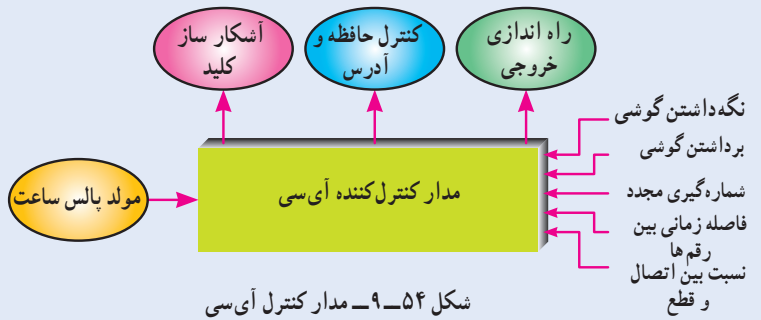 راه اندازی
خروجی
کنترل حافظه و
آدرس
آشکار ساز
کلید
نگه‌داشتن گوشی
برداشتن گوشی
شماره‌گیری مجدد
فاصله زمانی بین
رقم‌ها
نسبت بین اتصال
و قطع
مدار کنترل‌کننده آی‌سی
مولد پالس ساعت
شکل ۵۴ــ۹ــ مدار کنترل آی‌سی